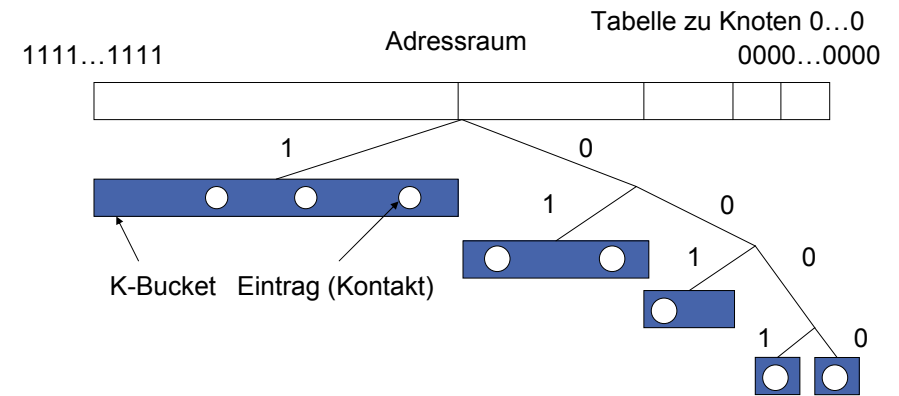 Tabelle zu Knoten 0…0
1111…1111
Adressraum
0000…0000
1
0
1
0
K-Bucket
Eintrag (Kontakt)
1
0
1
0